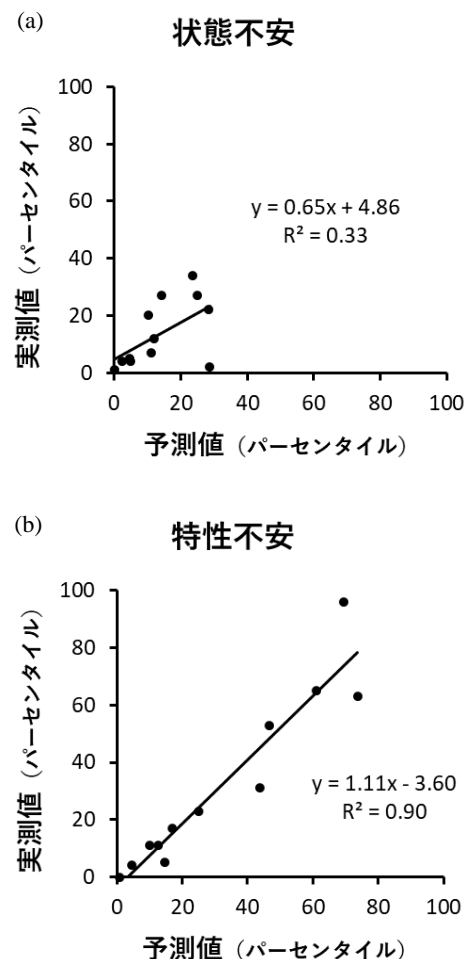 (a)
状態不安
100
80
60
40
20
0
実測値（パーセンタイル）
y = 0.65x + 4.86
R² = 0.33
0 20 40 60 80 100
予測値（パーセンタイル）
(b)
特性不安
100
80
60
40
20
0
実測値（パーセンタイル）
y = 1.11x - 3.60
R² = 0.90
0 20 40 60 80 100
予測値（パーセンタイル）